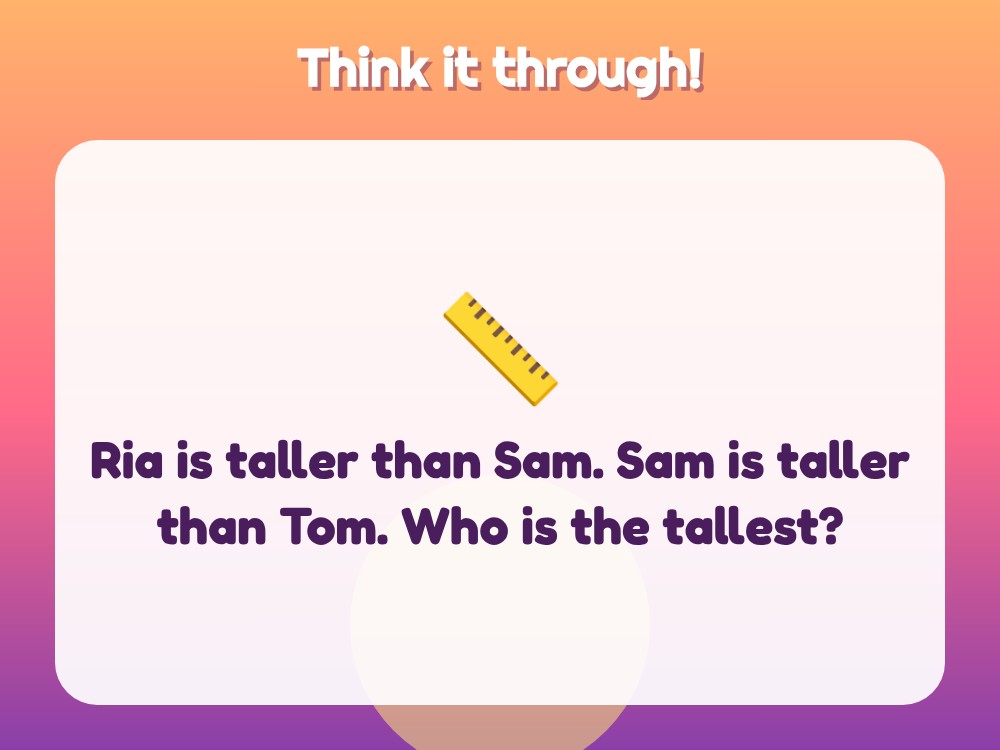 Think it through!
Ria is taller than Sam. Sam is taller
than Tom. Who is the tallest?